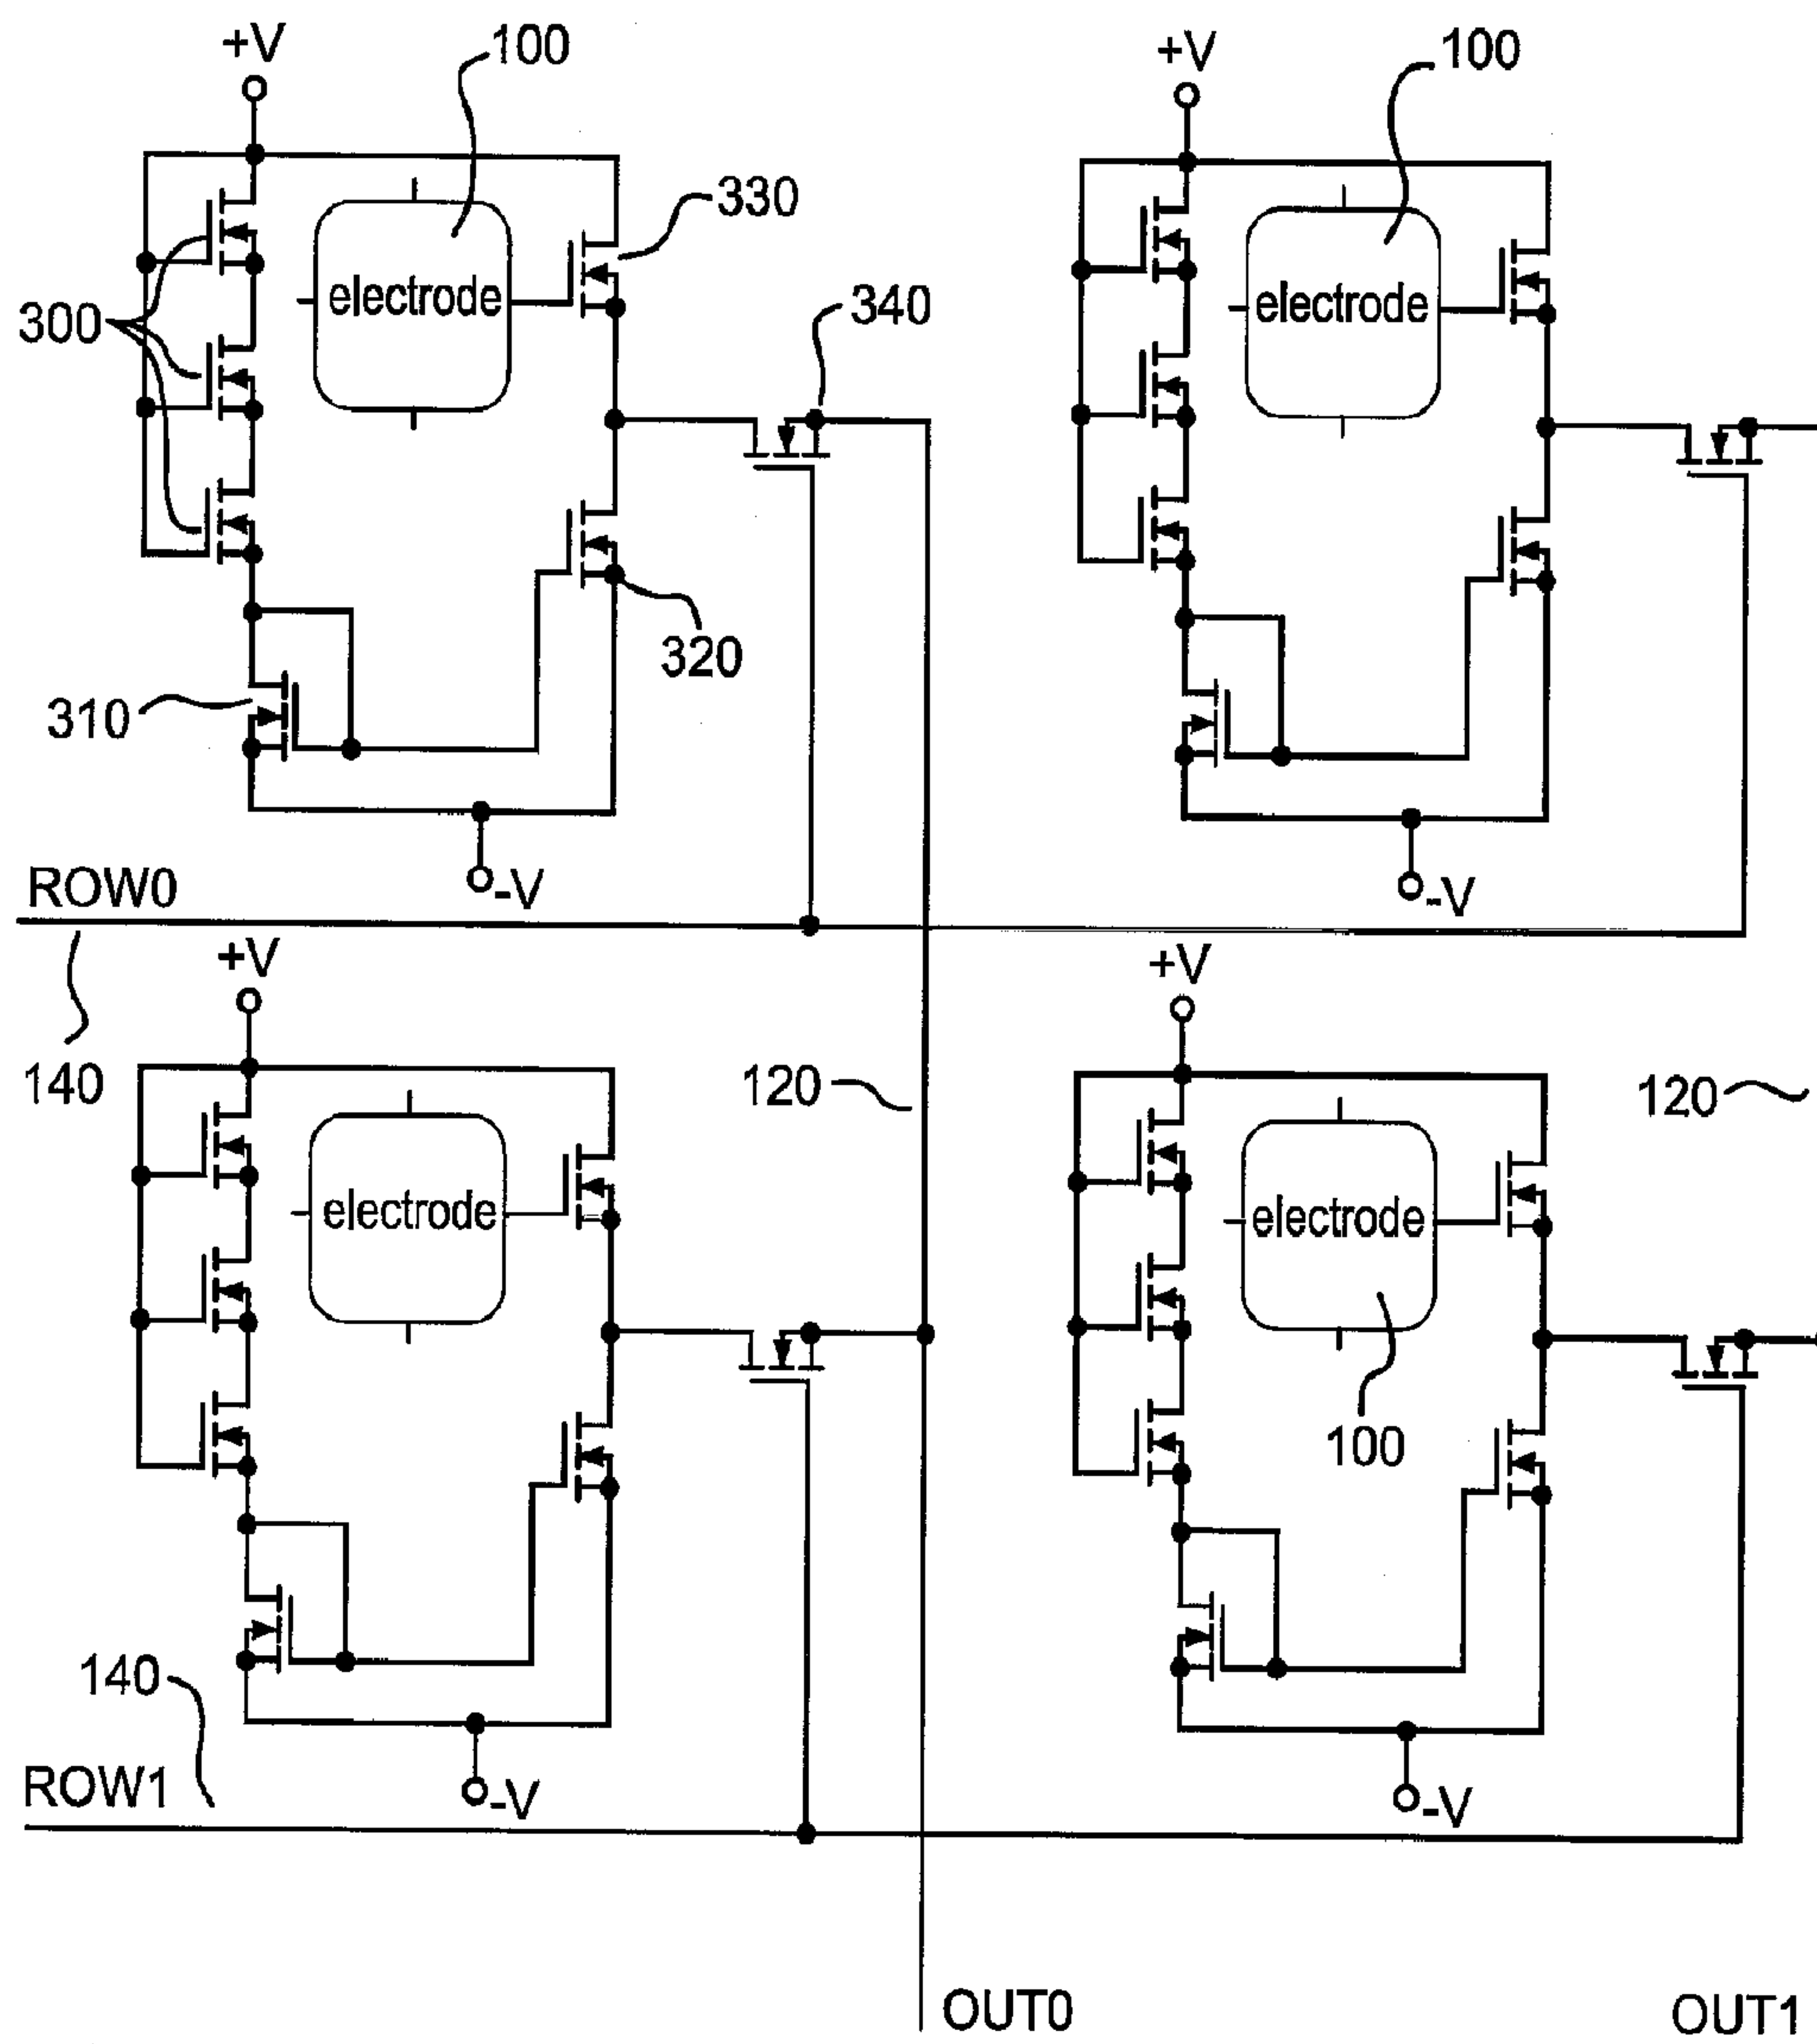 +V
100
+V
100
330
electrode
340
electrode
300
320
310
-V
-V
ROW0
+V
+V
140
120
120
electrode
electrode
100
140
-V
-V
ROW1
OUT0
OUT1